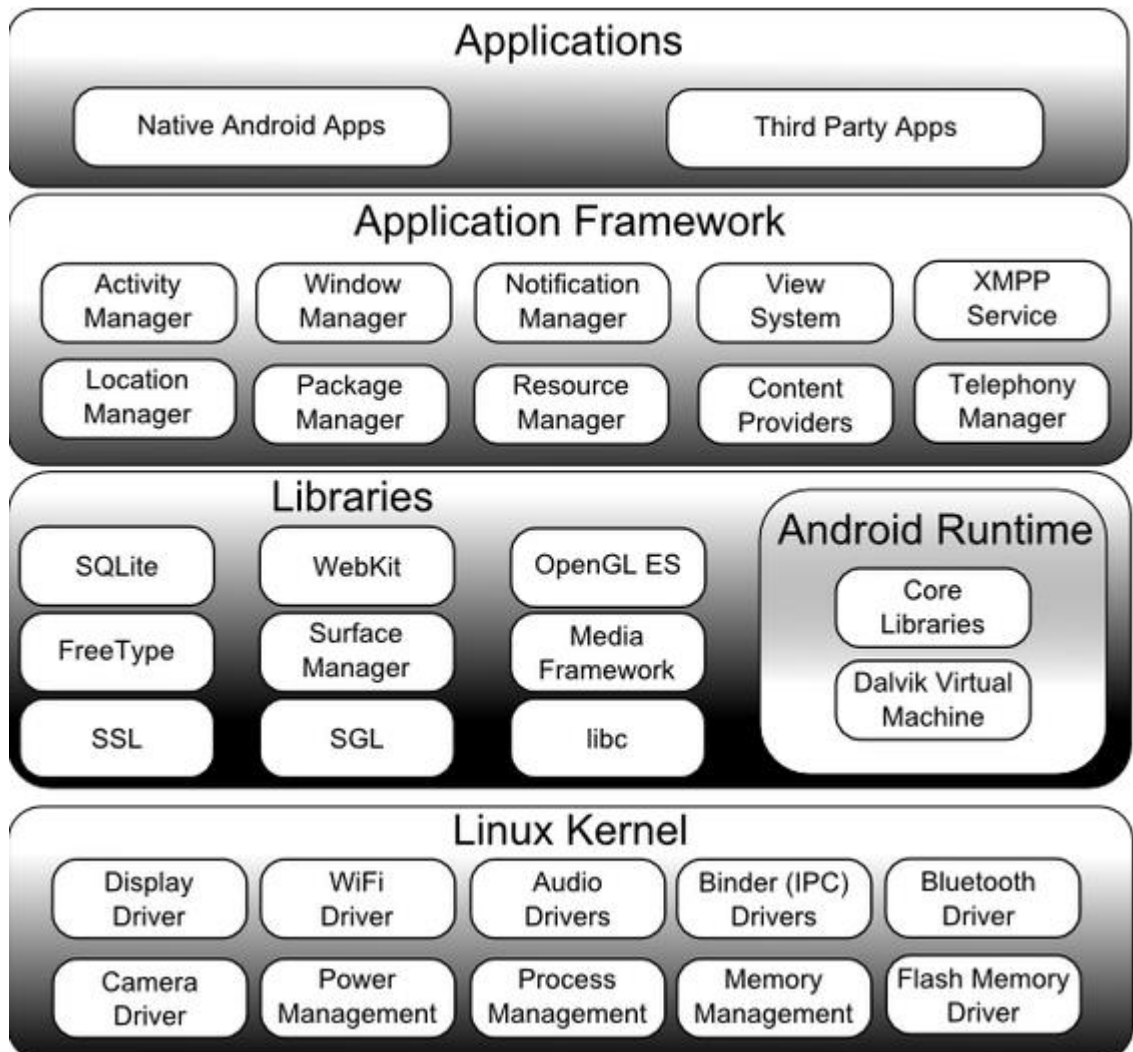 Applications
Native Android Apps
Third Party Apps
Application Framework
Activity
Manager
Window
Manager
Notification
Manager
View
System
XMPP
Service
Location
Manager
Package
Manager
Resource
Manager
Content
Providers
Telephony
Manager
Libraries
SQLite
WebKit
OpenGL ES
FreeType
Surface
Manager
Media
Framework
SSL
SGL
libc
Android Runtime
Core
Libraries
Dalvik Virtual
Machine
Linux Kernel
Display
Driver
WiFi
Driver
Audio
Drivers
Binder (IPC)
Drivers
Bluetooth
Driver
Camera
Driver
Power
Management
Process
Management
Memory
Management
Flash Memory
Driver